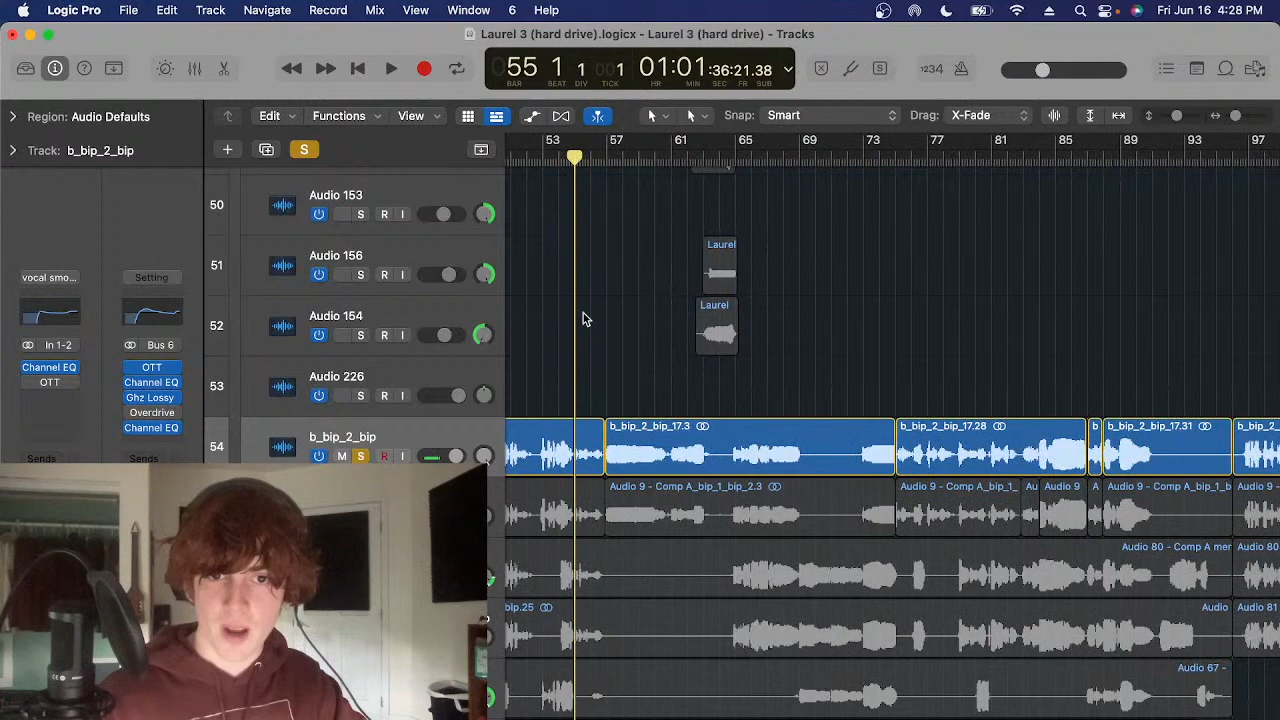 Logic Pro File Edit Track Navigate Record Mix View Window 6 Help Fri Jun 16 4:28 PM
Laurel 3 (hard drive).logicx - Laurel 3 (hard drive) - Tracks
55 1 1 1 01:01:36:21.38
BAR BEAT DIV TICK HR MIN SEC FR SUB
S 1234
Region: Audio Defaults
Edit Functions View Snap: Smart Drag: X-Fade
Track: b_bip_2_bip
S
53 57 61 65 69 73 77 81 85 89 93 97
50 Audio 153
S R I
51 Audio 156
S R I
Laurel
52 Audio 154
S R I
Laurel
53 Audio 226
S R I
54 b_bip_2_bip
M S R I
vocal smo... Setting
In 1-2 Bus 6
Channel EQ OTT
OTT Channel EQ
Ghz Lossy
Overdrive
Channel EQ
Sends Sends
b_bip_2_bip_17.3 b_bip_2_bip_17.28 b b_bip_2_bip_17.31 b_bip_2_bip
Audio 9 - Comp A_bip_1_bip_2.3 Audio 9 - Comp A_bip_1_ Au Audio 9 A Audio 9 - Comp A_bip_1_b Audio 9 -
Audio 80 - Comp A mer Audio 80
bip.25 Audio Audio 81
Audio 67 -